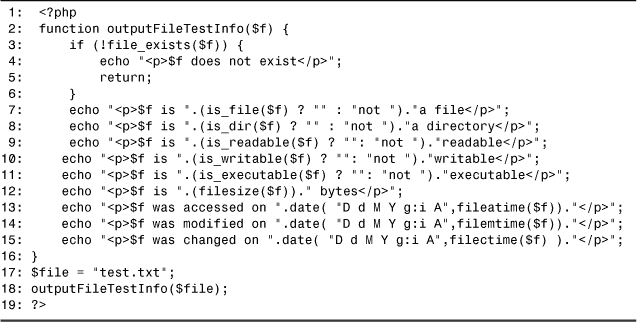 1: <?php
2: function outputFileTestInfo($f) {
3: if (!file_exists($f)) {
4: echo "<p>$f does not exist</p>";
5: return;
6: }
7: echo "<p>$f is ".(is_file($f) ? "" : "not ")."a file</p>";
8: echo "<p>$f is ".(is_dir($f) ? "" : "not ")."a directory</p>";
9: echo "<p>$f is ".(is_readable($f) ? "": "not ")."readable</p>";
10: echo "<p>$f is ".(is_writable($f) ? "": "not ")."writable</p>";
11: echo "<p>$f is ".(is_executable($f) ? "": "not ")."executable</p>";
12: echo "<p>$f is ".(filesize($f))." bytes</p>";
13: echo "<p>$f was accessed on ".date( "D d M Y g:i A",fileatime($f))."</p>";
14: echo "<p>$f was modified on ".date( "D d M Y g:i A",filemtime($f))."</p>";
15: echo "<p>$f was changed on ".date( "D d M Y g:i A",filectime($f) )."</p>";
16: }
17: $file = "test.txt";
18: outputFileTestInfo($file);
19: ?>